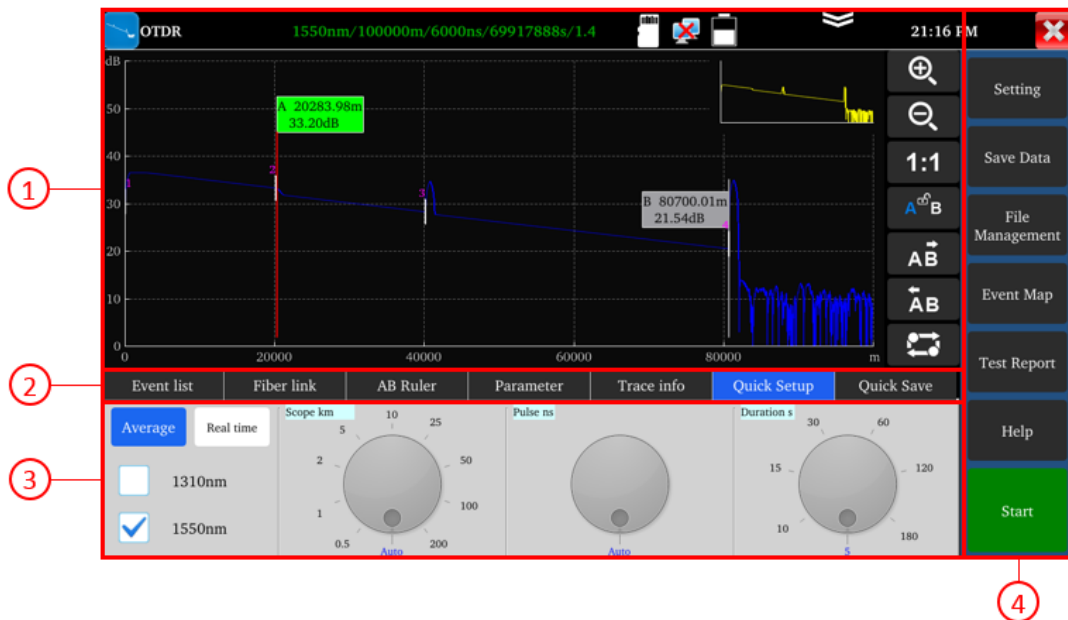 OTDR 1550nm/100000m/6000ns/69917888s/1.4 21:16 PM
dB
50
40
30
20
10
0
0 20000 40000 60000 80000 m
A 20283.98m
33.20dB
B 80700.01m
21.54dB
1
2
3
4
1:1
A B
AB
AB
Setting
Save Data
File
Management
Event Map
Test Report
Help
Start
Event list Fiber link AB Ruler Parameter Trace info Quick Setup Quick Save
Average Real time
1310nm
1550nm
Scope km
0.5
1
2
5
10
25
50
100
200
Auto
Pulse ns
Auto
Duration s
10
15
30
60
120
180
S
1
2
3
4